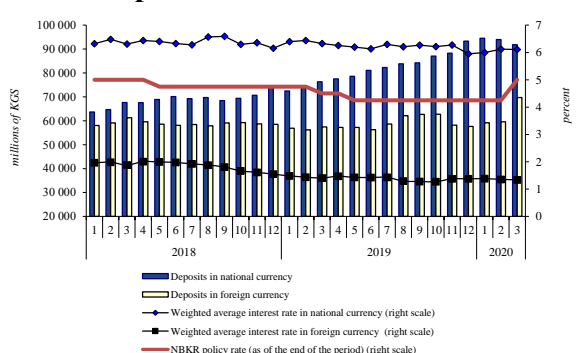 millions of KGS
100 000
90 000
80 000
70 000
60 000
50 000
40 000
30 000
20 000
7
6
5
4
3
2
1
0
percent
1 2 3 4 5 6 7 8 9 10 11 12 1 2 3 4 5 6 7 8 9 10 11 12 1 2 3
2018 2019 2020
Deposits in national currency
Deposits in foreign currency
Weighted average interest rate in national currency (right scale)
Weighted average interest rate in foreign currency (right scale)
NBKR policy rate (as of the end of the period) (right scale)